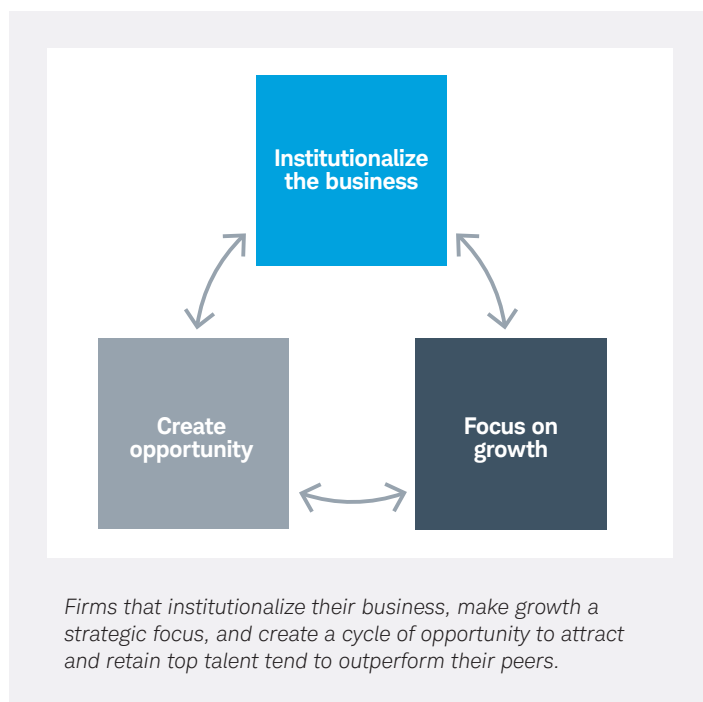 Institutionalize
the business
Create
opportunity
Focus on
growth
Firms that institutionalize their business, make growth a
strategic focus, and create a cycle of opportunity to attract
and retain top talent tend to outperform their peers.